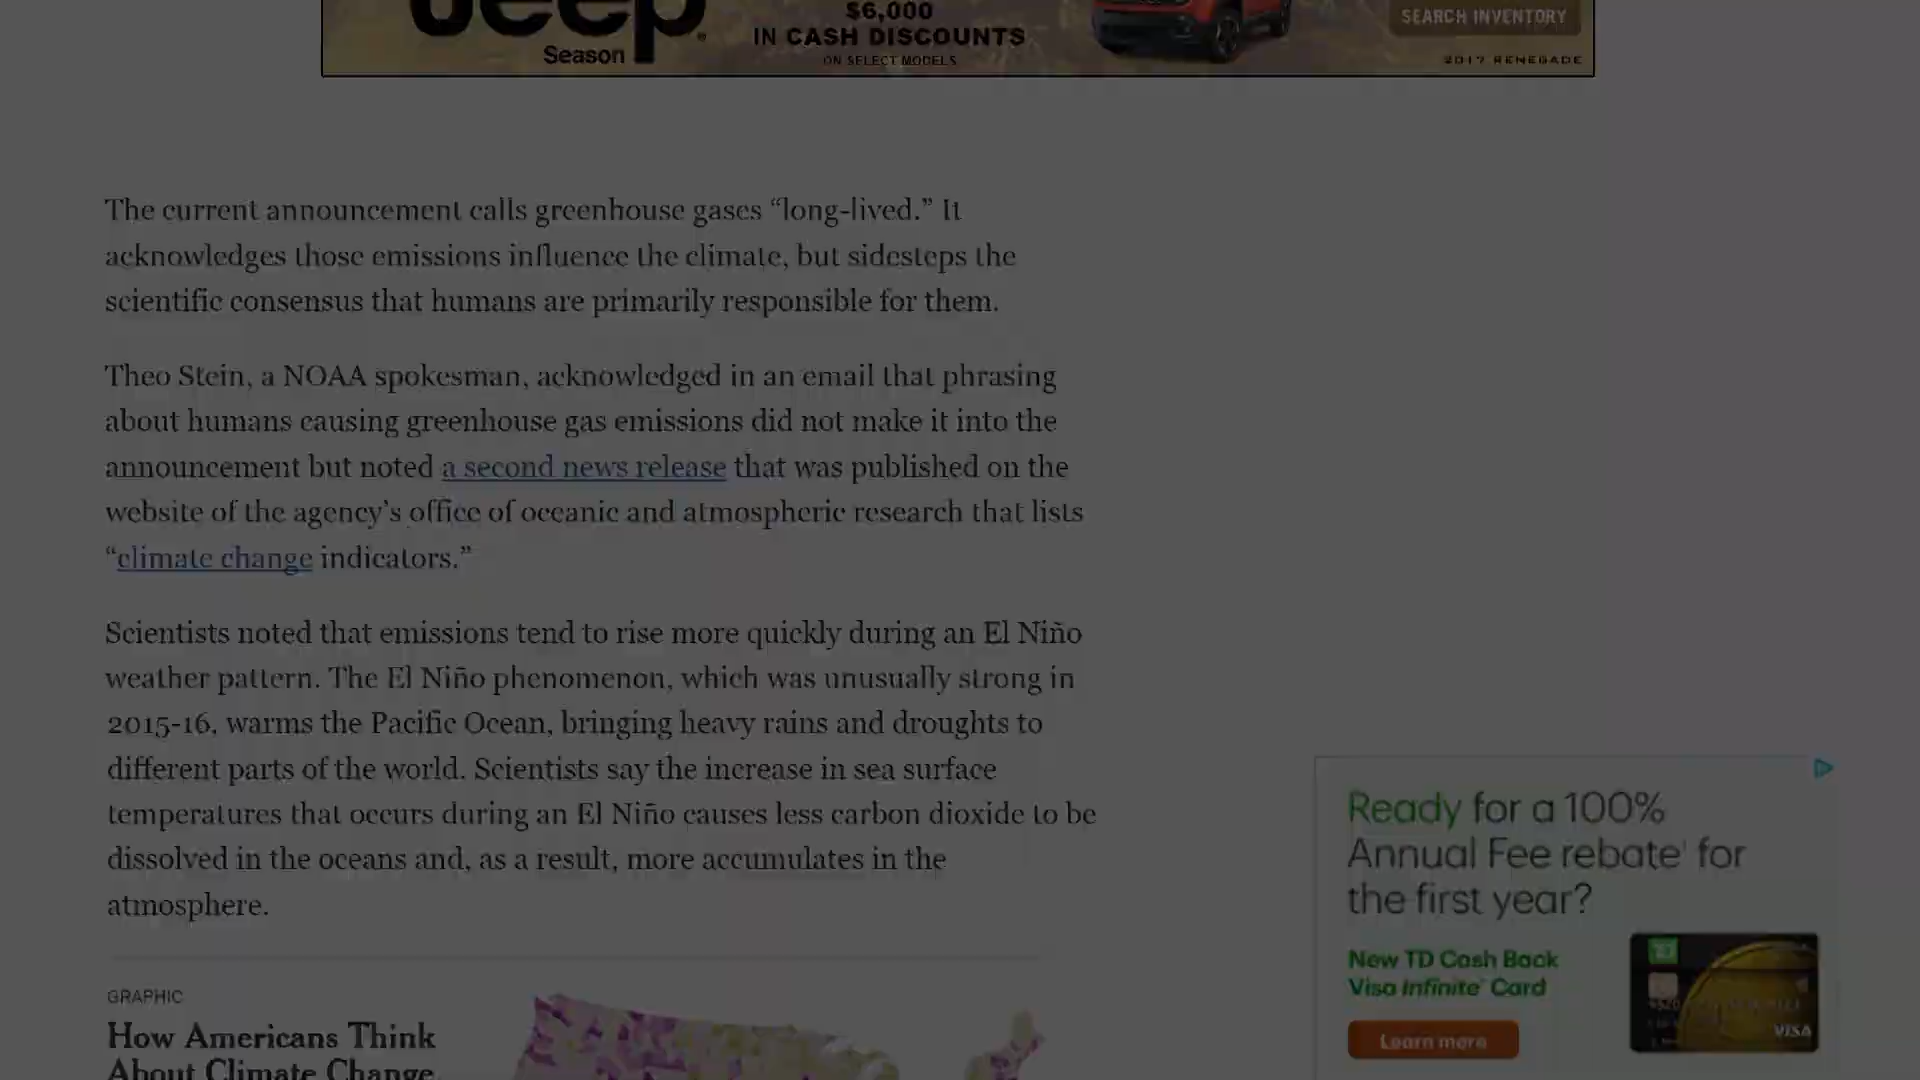 Jeep
Season
$6,000
IN CASH DISCOUNTS
ON SELECT MODELS
SEARCH INVENTORY
2017 RENEGADE
The current announcement calls greenhouse gases “long-lived.” It
acknowledges those emissions influence the climate, but sidesteps the
scientific consensus that humans are primarily responsible for them.
Theo Stein, a NOAA spokesman, acknowledged in an email that phrasing
about humans causing greenhouse gas emissions did not make it into the
announcement but noted a second news release that was published on the
website of the agency’s office of oceanic and atmospheric research that lists
“climate change indicators.”
Scientists noted that emissions tend to rise more quickly during an El Niño
weather pattern. The El Niño phenomenon, which was unusually strong in
2015-16, warms the Pacific Ocean, bringing heavy rains and droughts to
different parts of the world. Scientists say the increase in sea surface
temperatures that occurs during an El Niño causes less carbon dioxide to be
dissolved in the oceans and, as a result, more accumulates in the
atmosphere.
GRAPHIC
How Americans Think
About Climate Change
Ready for a 100%
Annual Fee rebate¹ for
the first year?
New TD Cash Back
Visa Infinite* Card
Learn more
VISA